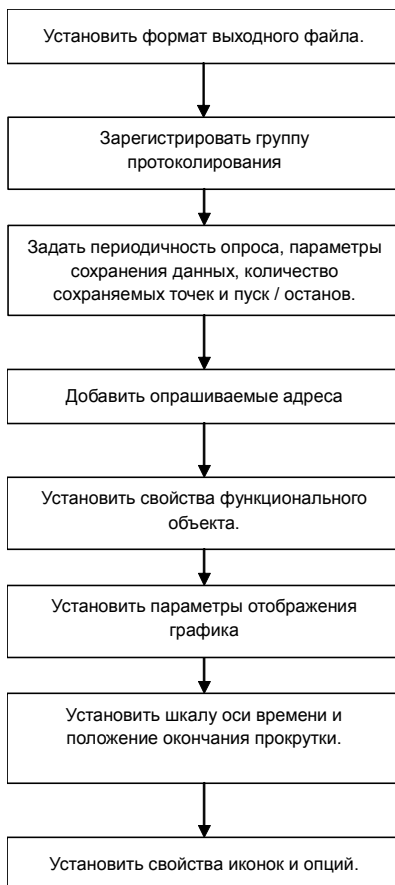 Установить формат выходного файла.
Зарегистрировать группу
протоколирования
Задать периодичность опроса, параметры
сохранения данных, количество
сохраняемых точек и пуск / останов.
Добавить опрашиваемые адреса
Установить свойства функционального
объекта.
Установить параметры отображения
графика
Установить шкалу оси времени и
положение окончания прокрутки.
Установить свойства иконок и опций.